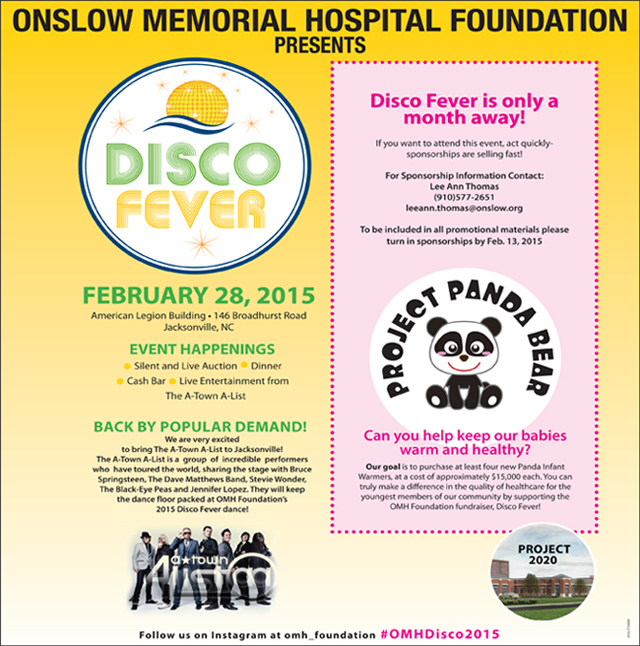 ONSLOW MEMORIAL HOSPITAL FOUNDATION
PRESENTS
DISCO
FEVER
FEBRUARY 28, 2015
American Legion Building • 146 Broadhurst Road
Jacksonville, NC
EVENT HAPPENINGS
• Silent and Live Auction • Dinner
• Cash Bar • Live Entertainment from
The A-Town A-List
BACK BY POPULAR DEMAND!
We are very excited
to bring The A-Town A-List to Jacksonville!
The A-Town A-List is a group of incredible performers
who have toured the world, sharing the stage with Bruce
Springsteen, The Dave Matthews Band, Stevie Wonder,
The Black-Eye Peas and Jennifer Lopez. They will keep
the dance floor packed at OMH Foundation's
2015 Disco Fever dance!
a★town
Disco Fever is only a
month away!
If you want to attend this event, act quickly-
sponsorships are selling fast!
For Sponsorship Information Contact:
Lee Ann Thomas
(910)577-2651
leeann.thomas@onslow.org
To be included in all promotional materials please
turn in sponsorships by Feb. 13, 2015
PROJECT PANDA BEAR
Can you help keep our babies
warm and healthy?
Our goal is to purchase at least four new Panda Infant
Warmers, at a cost of approximately $15,000 each. You can
truly make a difference in the quality of healthcare for the
youngest members of our community by supporting the
OMH Foundation fundraiser, Disco Fever!
PROJECT
2020
Follow us on Instagram at omh_foundation #OMHDisco2015